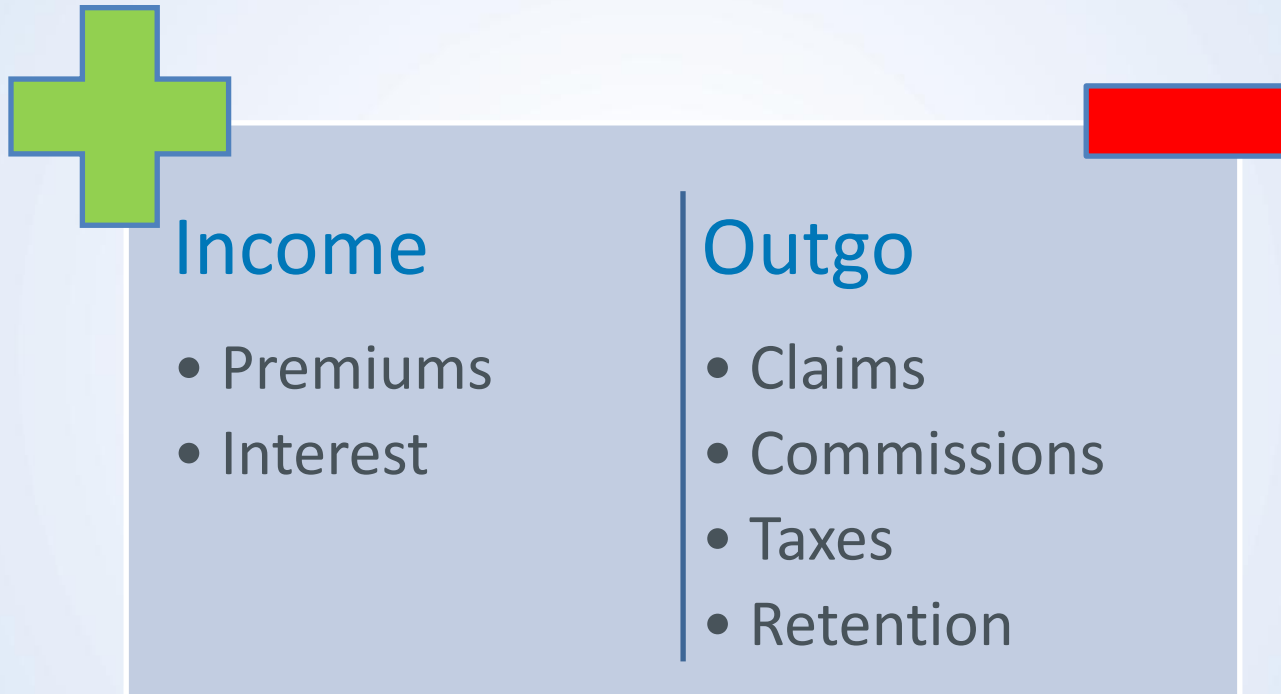 Income
• Premiums
• Interest
Outgo
• Claims
• Commissions
• Taxes
• Retention